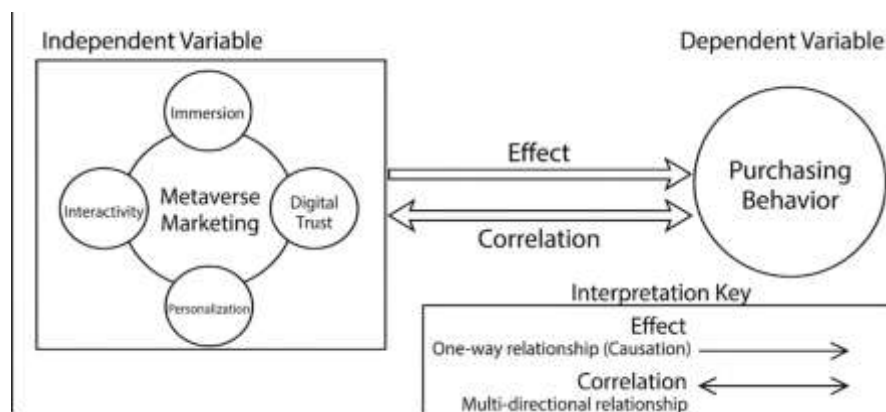 Independent Variable
Dependent Variable
Immersion
Interactivity
Metaverse
Marketing
Digital
Trust
Personalization
Effect
Correlation
Purchasing
Behavior
Interpretation Key
Effect
One-way relationship (Causation)
Correlation
Multi-directional relationship